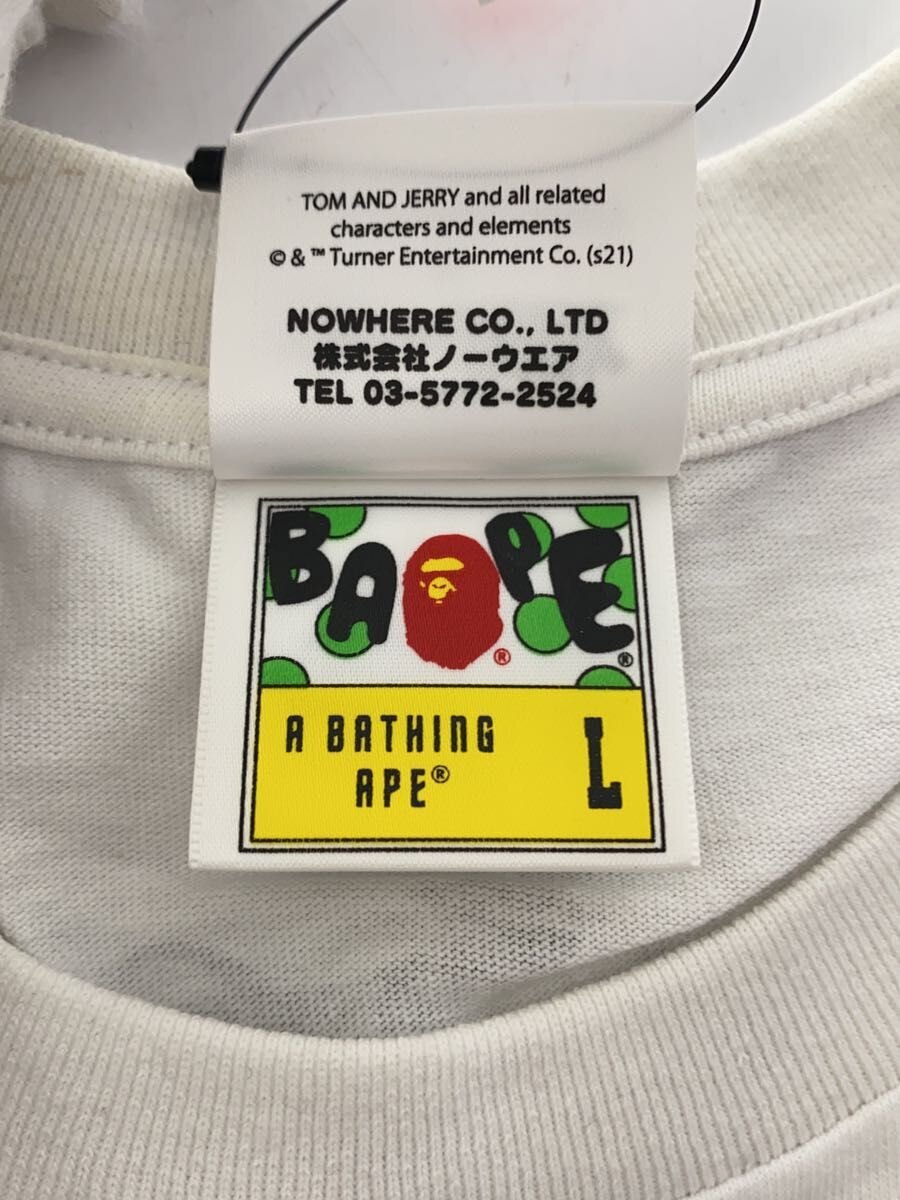 TOM AND JERRY and all related
characters and elements
© & ™ Turner Entertainment Co. (s21)
NOWHERE CO., LTD
株式会社ノーウエア
TEL 03-5772-2524
BAPE®
A BATHING
APE®
L